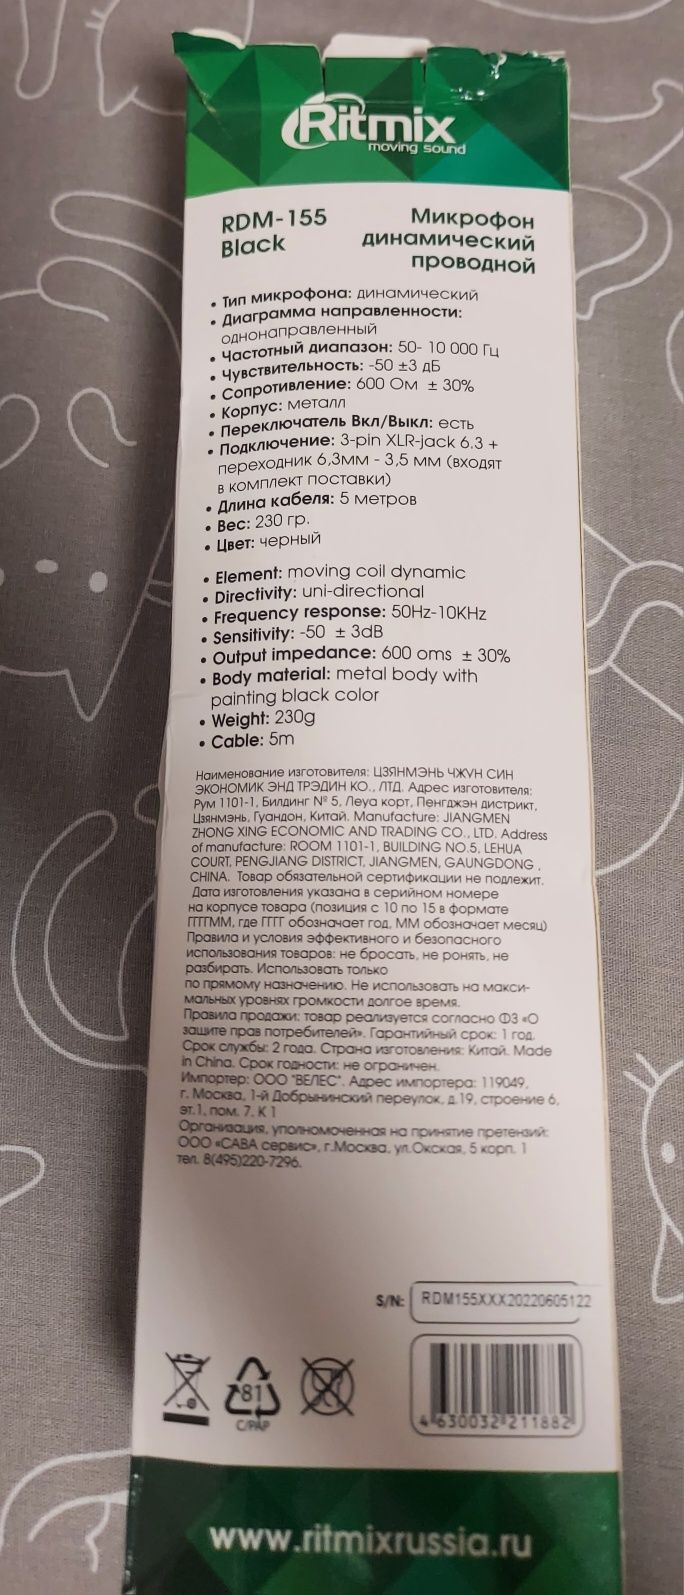 Ritmix
moving sound
RDM-155
Black
Микрофон
динамический
проводной
• Тип микрофона: динамический
• Диаграмма направленности:
однонаправленный
• Частотный диапазон: 50- 10 000 Гц
• Чувствительность: -50 ±3 дБ
• Сопротивление: 600 Ом ± 30%
• Корпус: металл
• Переключатель Вкл/Выкл: есть
• Подключение: 3-pin XLR-jack 6.3 +
переходник 6,3мм - 3,5 мм (входят
в комплект поставки)
• Длина кабеля: 5 метров
• Вес: 230 гр.
• Цвет: черный
• Element: moving coil dynamic
• Directivity: uni-directional
• Frequency response: 50Hz-10KHz
• Sensitivity: -50 ± 3dB
• Output impedance: 600 oms ± 30%
• Body material: metal body with
painting black color
• Weight: 230g
• Cable: 5m
Наименование изготовителя: ЦЗЯНМЭНЬ ЧЖУН СИН
ЭКОНОМИК ЭНД ТРЭДИН КО., ЛТД. Адрес изготовителя:
Рум 1101-1, Билдинг № 5, Леуа корт, Пенгджэн дистрикт,
Цзянмэнь, Гуандон, Китай. Manufacture: JIANGMEN
ZHONG XING ECONOMIC AND TRADING CO., LTD. Address
of manufacture: ROOM 1101-1, BUILDING NO.5, LEHUA
COURT, PENGJIANG DISTRICT, JIANGMEN, GAUNGDONG ,
CHINA. Товар обязательной сертификации не подлежит.
Дата изготовления указана в серийном номере
на корпусе товара (позиция с 10 по 15 в формате
ГГГГММ, где ГГГГ обозначает год, ММ обозначает месяц)
Правила и условия эффективного и безопасного
использования товаров: не бросать, не ронять, не
разбирать. Использовать только
по прямому назначению. Не использовать на макси-
мальных уровнях громкости долгое время.
Правила продажи: товар реализуется согласно ФЗ «О
защите прав потребителей». Гарантийный срок: 1 год.
Срок службы: 2 года. Страна изготовления: Китай. Made
in China. Срок годности: не ограничен.
Импортер: ООО "ВЕЛЕС". Адрес импортера: 119049,
г. Москва, 1-й Добрынинский переулок, д.19, строение 6,
эт.1, пом. 7, К 1
Организация, уполномоченная на принятие претензий:
ООО «САВА сервис», г.Москва, ул.Окская, 5 корп. 1
тел. 8(495)220-7296.
S/N: RDM155XXX20220605122
81
C/PAP
4 630032 211882
www.ritmixrussia.ru